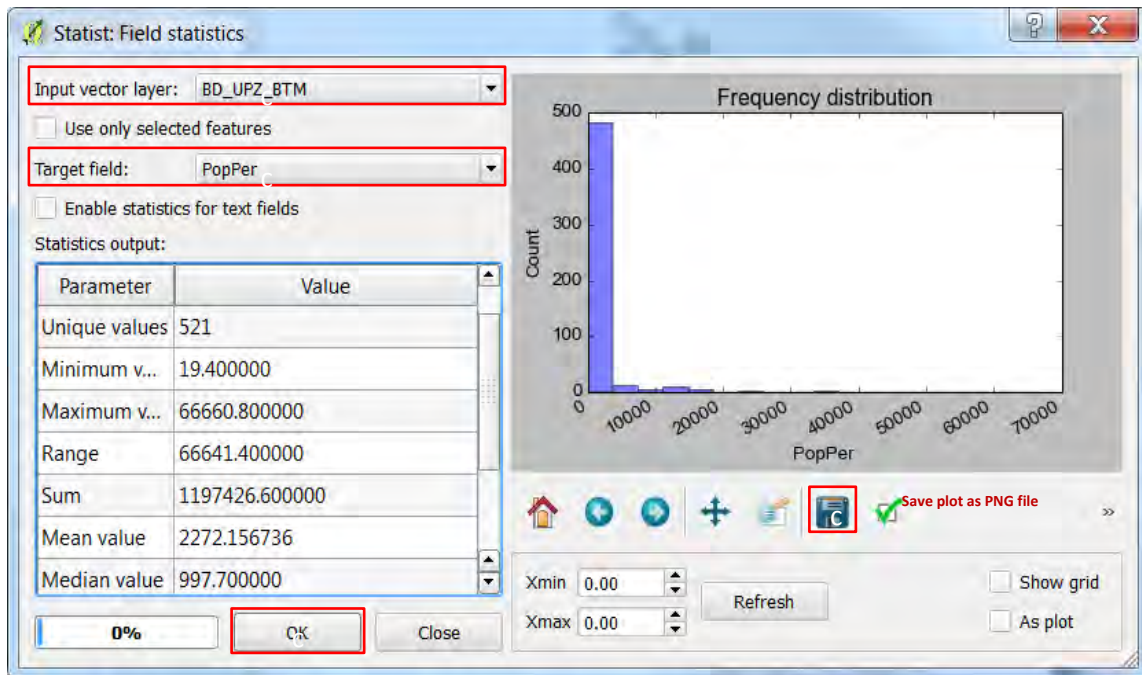 Statist: Field statistics
Input vector layer: BD_UPZ_BTM
Use only selected features
Target field: PopPer
Enable statistics for text fields
Statistics output:
Parameter Value
Unique values 521
Minimum v... 19.400000
Maximum v... 66660.800000
Range 66641.400000
Sum 1197426.600000
Mean value 2272.156736
Median value 997.700000
0% OK Close
Frequency distribution
500
400
300
200
100
0
Count
0 10000 20000 30000 40000 50000 60000 70000
PopPer
C
Save plot as PNG file
»
Xmin 0.00
Xmax 0.00
Refresh
Show grid
As plot